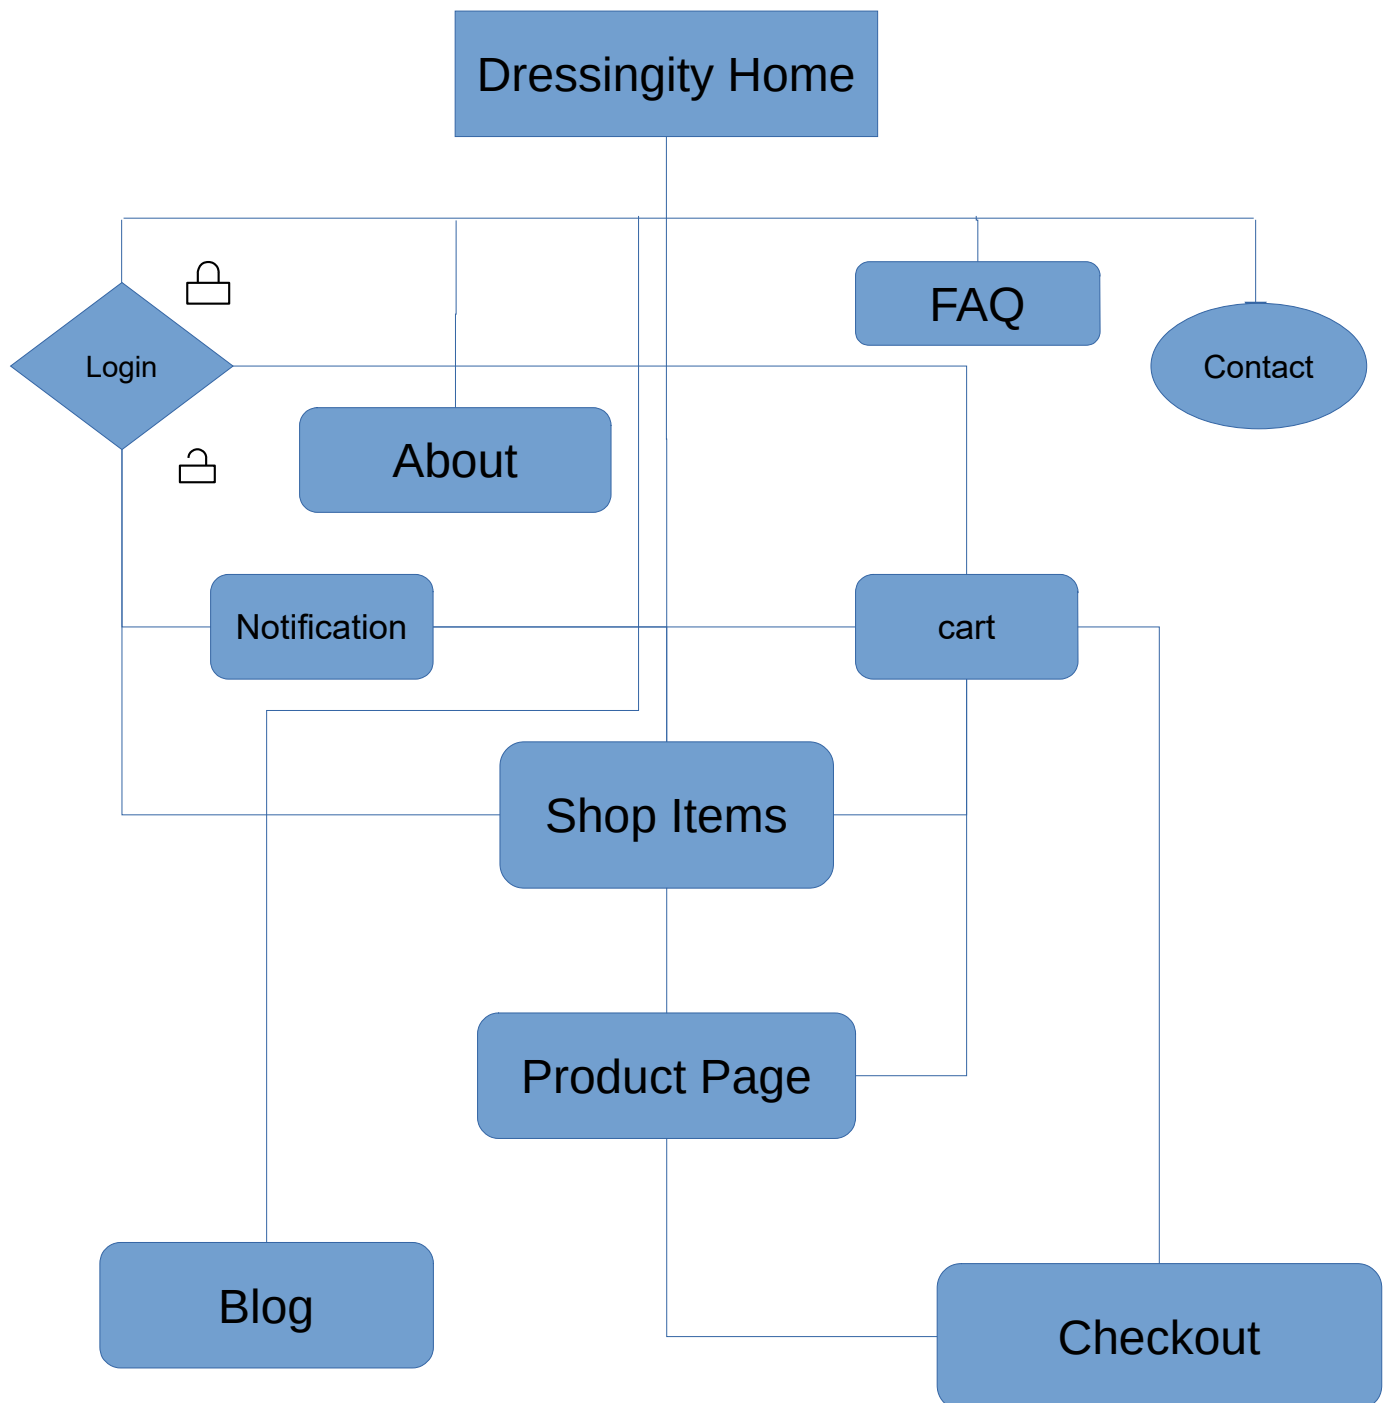 Dressingity Home
FAQ
Login
Contact
About
Notification
cart
Shop Items
Product Page
Blog
Checkout